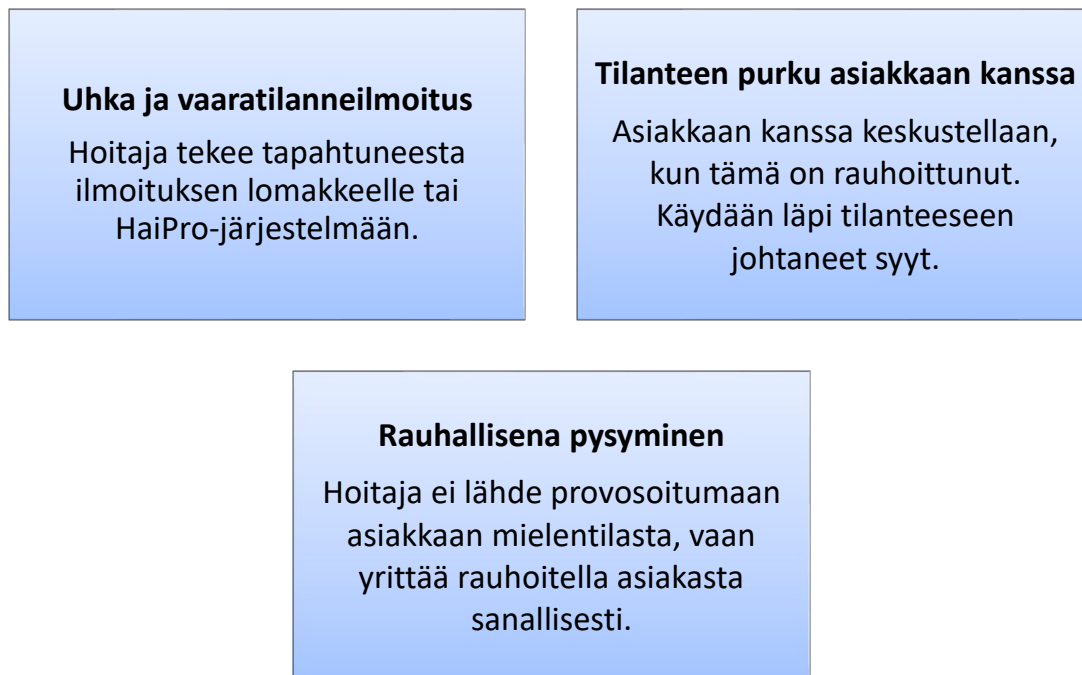 Uhka ja vaaratilanneilmoitus
Hoitaja tekee tapahtuneesta
ilmoituksen lomakkeelle tai
HaiPro-järjestelmään.
Tilanteen purku asiakkaan kanssa
Asiakkaan kanssa keskustellaan,
kun tämä on rauhoittunut.
Käydään läpi tilanteeseen
johtaneet syyt.
Rauhallisena pysyminen
Hoitaja ei lähde provosoitumaan
asiakkaan mielentilasta, vaan
yrittää rauhoitella asiakasta
sanallisesti.